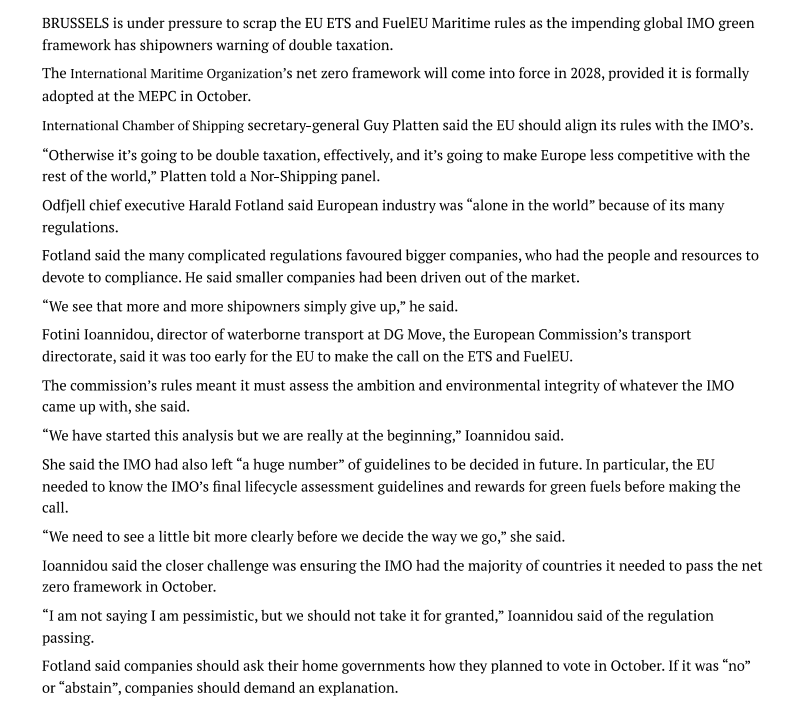 BRUSSELS is under pressure to scrap the EU ETS and FuelEU Maritime rules as the impending global IMO green
framework has shipowners warning of double taxation.
The International Maritime Organization’s net zero framework will come into force in 2028, provided it is formally
adopted at the MEPC in October.
International Chamber of Shipping secretary-general Guy Platten said the EU should align its rules with the IMO’s.
“Otherwise it’s going to be double taxation, effectively, and it’s going to make Europe less competitive with the
rest of the world,” Platten told a Nor-Shipping panel.
Odfjell chief executive Harald Fotland said European industry was “alone in the world” because of its many
regulations.
Fotland said the many complicated regulations favoured bigger companies, who had the people and resources to
devote to compliance. He said smaller companies had been driven out of the market.
“We see that more and more shipowners simply give up,” he said.
Fotini Ioannidou, director of waterborne transport at DG Move, the European Commission’s transport
directorate, said it was too early for the EU to make the call on the ETS and FuelEU.
The commission’s rules meant it must assess the ambition and environmental integrity of whatever the IMO
came up with, she said.
“We have started this analysis but we are really at the beginning,” Ioannidou said.
She said the IMO had also left “a huge number” of guidelines to be decided in future. In particular, the EU
needed to know the IMO’s final lifecycle assessment guidelines and rewards for green fuels before making the
call.
“We need to see a little bit more clearly before we decide the way we go,” she said.
Ioannidou said the closer challenge was ensuring the IMO had the majority of countries it needed to pass the net
zero framework in October.
“I am not saying I am pessimistic, but we should not take it for granted,” Ioannidou said of the regulation
passing.
Fotland said companies should ask their home governments how they planned to vote in October. If it was “no”
or “abstain”, companies should demand an explanation.